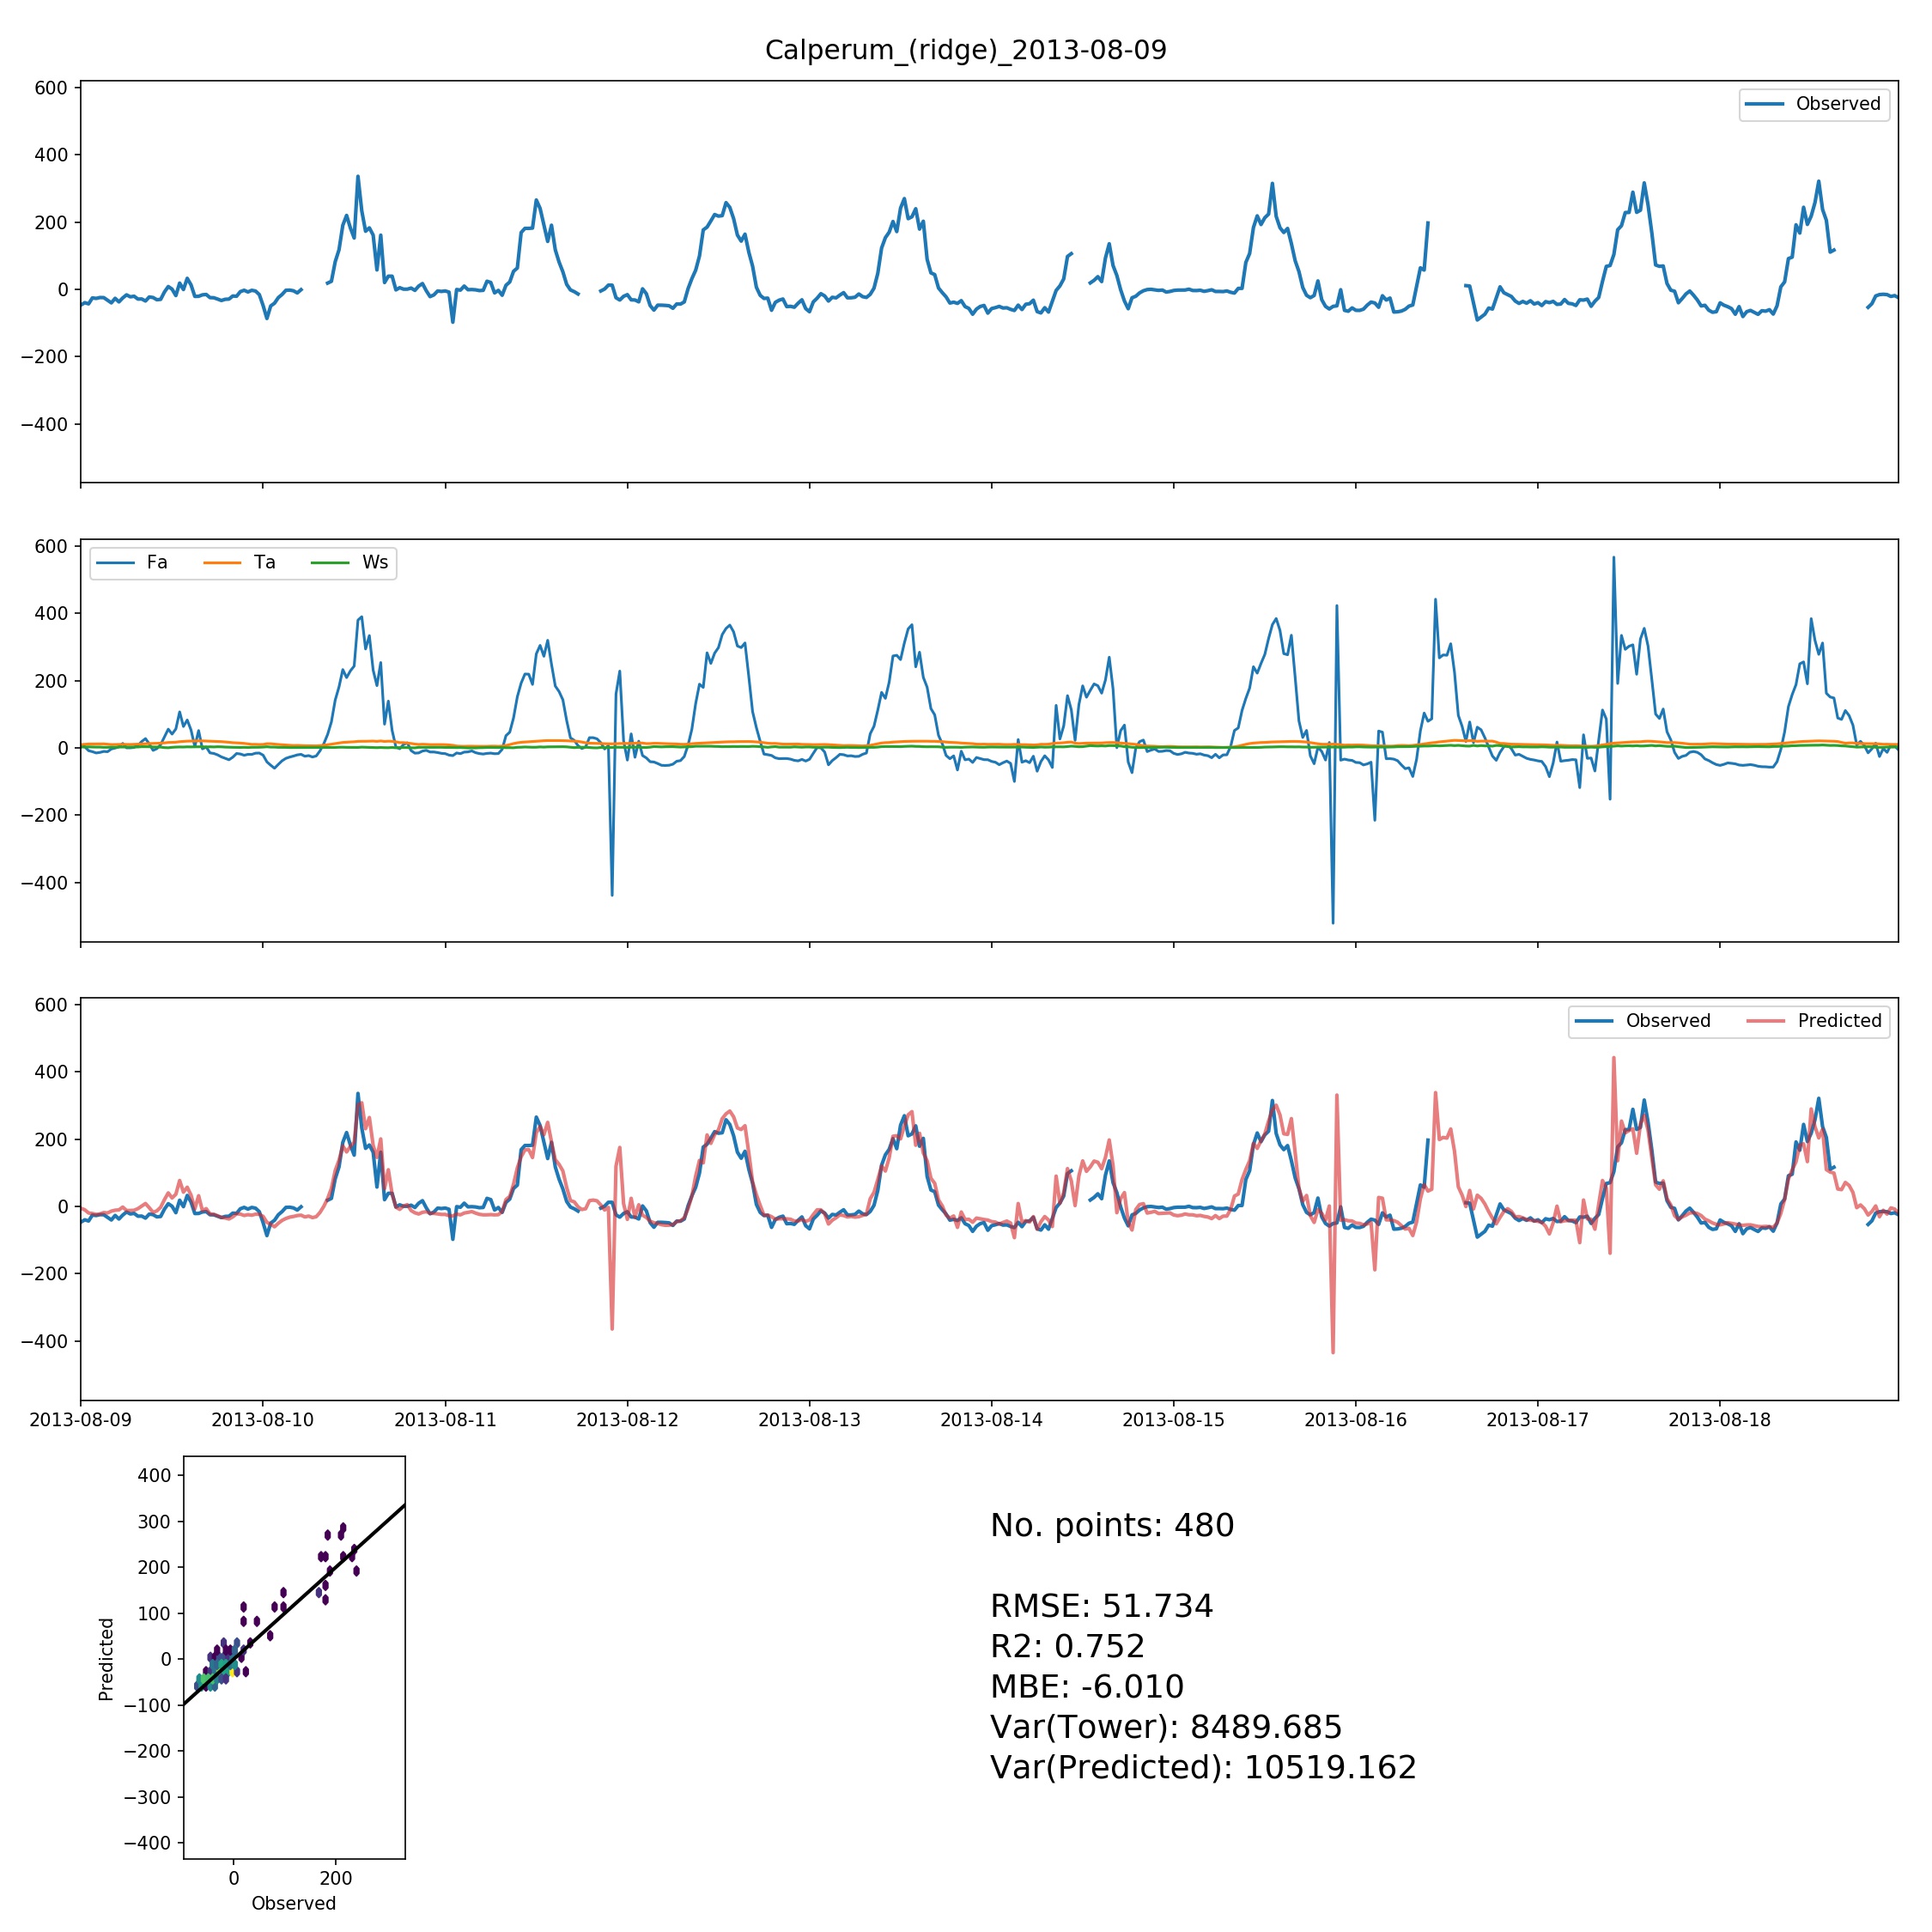 Calperum_(ridge)_2013-08-09
600
400
200
0
−200
−400
Observed
600
400
200
0
−200
−400
Fa Ta Ws
600
400
200
0
−200
−400
Observed Predicted
2013-08-09 2013-08-10 2013-08-11 2013-08-12 2013-08-13 2013-08-14 2013-08-15 2013-08-16 2013-08-17 2013-08-18
400
300
200
100
0
−100
−200
−300
−400
Predicted
0 200
Observed
No. points: 480
RMSE: 51.734
R2: 0.752
MBE: -6.010
Var(Tower): 8489.685
Var(Predicted): 10519.162